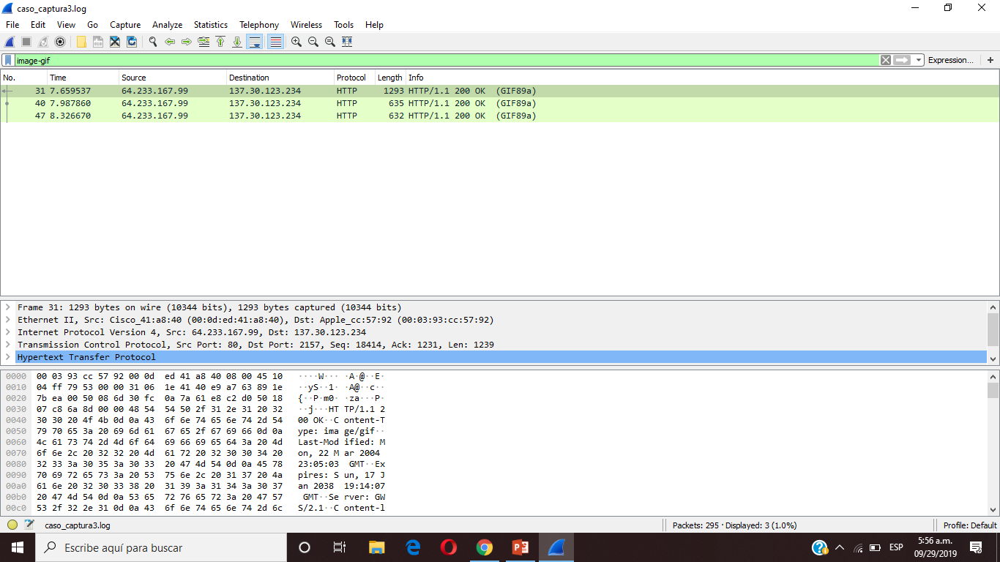 caso_captura3.log
File Edit View Go Capture Analyze Statistics Telephony Wireless Tools Help
image-gif
Expression...
No. Time Source Destination Protocol Length Info
31 7.659537 64.233.167.99 137.30.123.234 HTTP 1293 HTTP/1.1 200 OK (GIF89a)
40 7.987860 64.233.167.99 137.30.123.234 HTTP 635 HTTP/1.1 200 OK (GIF89a)
47 8.326670 64.233.167.99 137.30.123.234 HTTP 632 HTTP/1.1 200 OK (GIF89a)
Frame 31: 1293 bytes on wire (10344 bits), 1293 bytes captured (10344 bits)
Ethernet II, Src: Cisco_41:a8:40 (00:0d:ed:41:a8:40), Dst: Apple_cc:57:92 (00:03:93:cc:57:92)
Internet Protocol Version 4, Src: 64.233.167.99, Dst: 137.30.123.234
Transmission Control Protocol, Src Port: 80, Dst Port: 2157, Seq: 18414, Ack: 1231, Len: 1239
Hypertext Transfer Protocol
0000 00 03 93 cc 57 92 00 0d ed 41 a8 40 08 00 45 10 ····W··· ·A·@··E·
0010 04 ff 79 53 00 00 31 06 1e 41 40 e9 a7 63 89 1e ··yS··1· ·A@··c··
0020 7b ea 00 50 08 6d 30 fc 0a 7a 61 e8 c2 d0 50 18 {··P·m0· ·za···P·
0030 07 c6 6a 8d 00 00 48 54 54 50 2f 31 2e 31 20 32 ··j···HT TP/1.1 2
0040 30 30 20 4f 4b 0d 0a 43 6f 6e 74 65 6e 74 2d 54 00 OK··C ontent-T
0050 79 70 65 3a 20 69 6d 61 67 65 2f 67 69 66 0d 0a ype: ima ge/gif··
0060 4c 61 73 74 2d 4d 6f 64 69 66 69 65 64 3a 20 4d Last-Mod ified: M
0070 6f 6e 2c 20 32 32 20 4d 61 72 20 32 30 30 34 20 on, 22 M ar 2004
0080 32 33 3a 30 35 3a 30 33 20 47 4d 54 0d 0a 45 78 23:05:03 GMT··Ex
0090 70 69 72 65 73 3a 20 53 75 6e 2c 20 31 37 20 4a pires: S un, 17 J
00a0 61 6e 20 32 30 33 38 20 31 39 3a 31 34 3a 30 37 an 2038 19:14:07
00b0 20 47 4d 54 0d 0a 53 65 72 76 65 72 3a 20 47 57 GMT··Se rver: GW
00c0 53 2f 32 2e 31 0d 0a 43 6f 6e 74 65 6e 74 2d 6c S/2.1··C ontent-l
caso_captura3.log Packets: 295 · Displayed: 3 (1.0%) Profile: Default
Escribe aquí para buscar
ESP
5:56 a.m.
09/29/2019